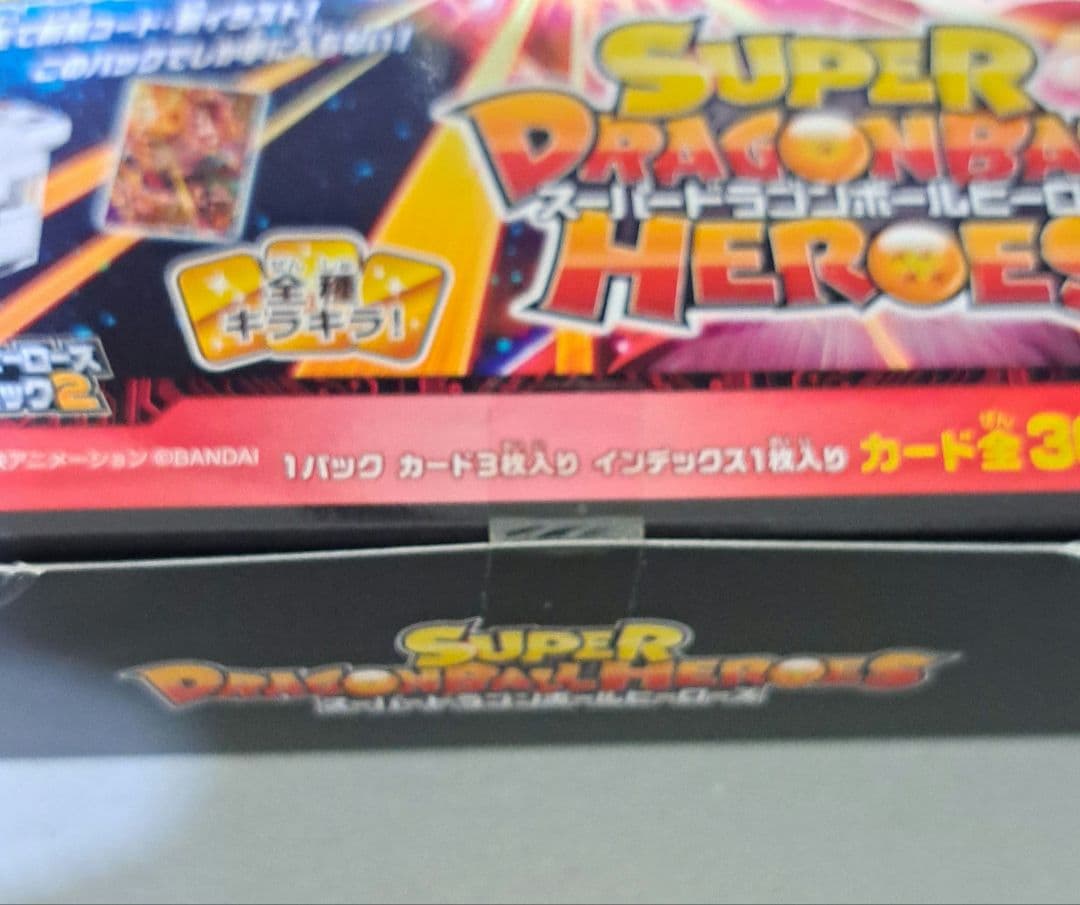 このパックでしか手に入らない!
SUPER
DRAGONBA
スーパードラゴンボールヒーロ
HEROES
全種
キラキラ!
ーローズ
ック2
アニメーション ©BANDAI
1パック カード3枚入り インデックス1枚入り カード全30
SUPER
DRAGONBALL HEROES
スーパードラゴンボールヒーローズ